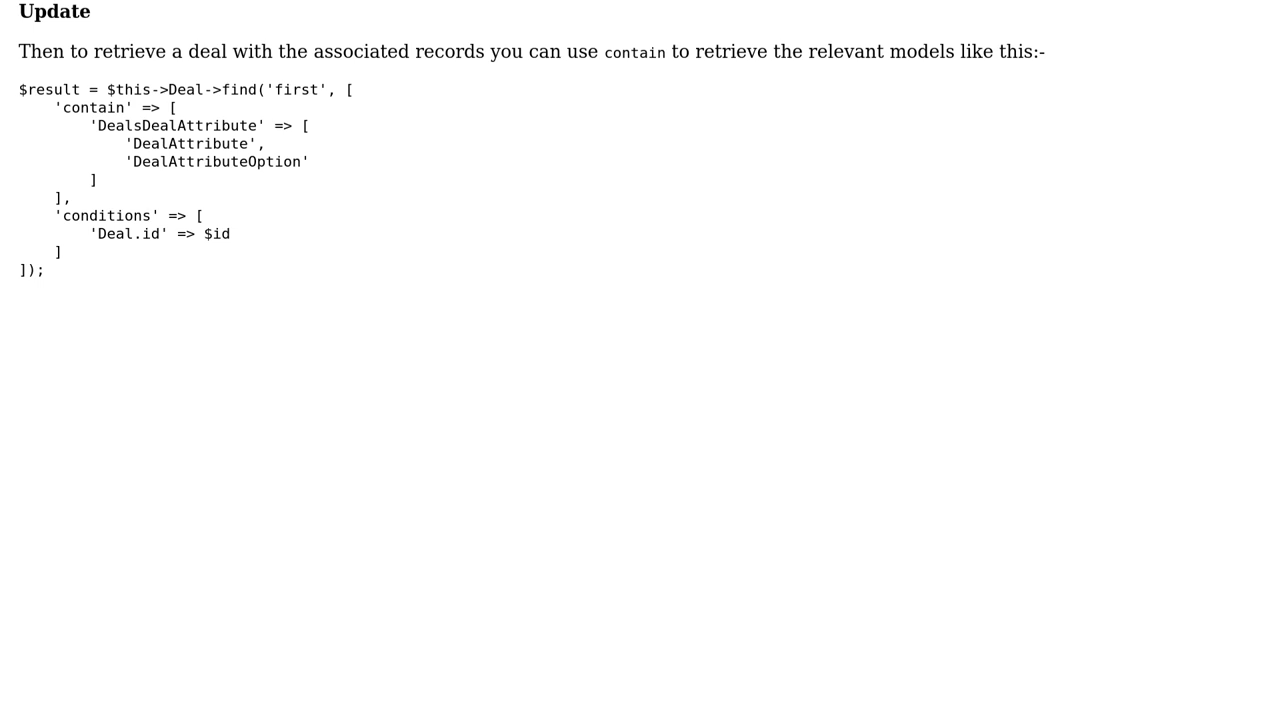 Update
Then to retrieve a deal with the associated records you can use contain to retrieve the relevant models like this:-
$result = $this->Deal->find('first', [
    'contain' => [
        'DealsDealAttribute' => [
            'DealAttribute',
            'DealAttributeOption'
        ]
    ],
    'conditions' => [
        'Deal.id' => $id
    ]
]);